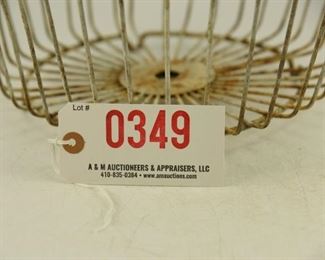 Lot #
0349
A & M AUCTIONEERS & APPRAISERS, LLC
410-835-0384 • www.amauctions.com